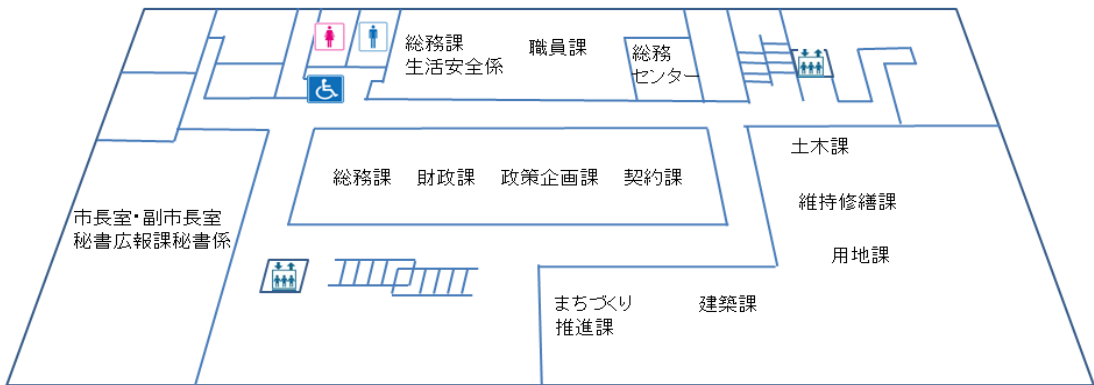 総務課
生活安全係
職員課
総務
センター
土木課
総務課 財政課 政策企画課 契約課
維持修繕課
市長室・副市長室
秘書広報課秘書係
用地課
まちづくり
推進課
建築課